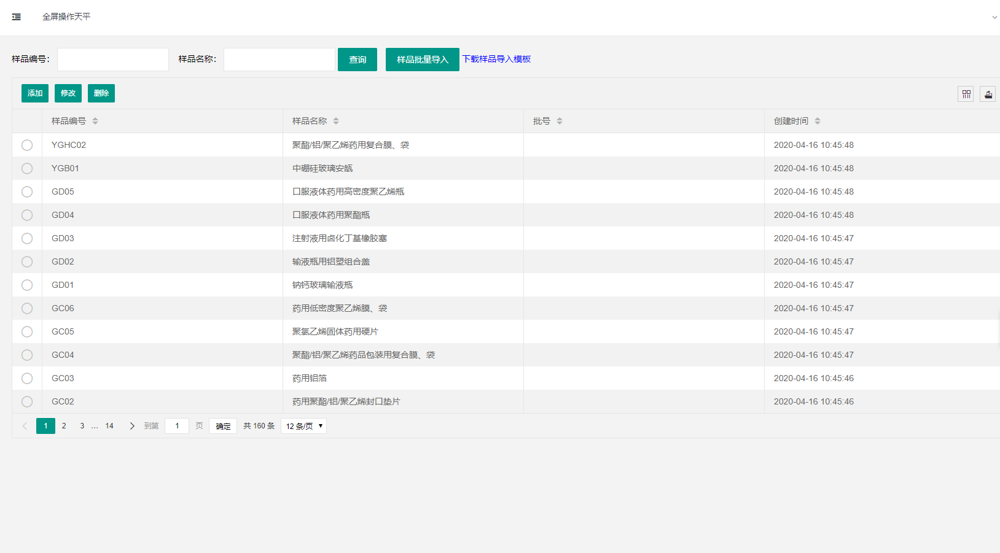 全屏操作天平
样品编号： 样品名称： 查询 样品批量导入 下载样品导入模板
添加 修改 删除
样品编号 样品名称 批号 创建时间
YGHC02 聚酯/铝/聚乙烯药用复合膜、袋 2020-04-16 10:45:48
YGB01 中硼硅玻璃安瓿 2020-04-16 10:45:48
GD05 口服液体药用高密度聚乙烯瓶 2020-04-16 10:45:48
GD04 口服液体药用聚酯瓶 2020-04-16 10:45:48
GD03 注射液用卤化丁基橡胶塞 2020-04-16 10:45:47
GD02 输液瓶用铝塑组合盖 2020-04-16 10:45:47
GD01 钠钙玻璃输液瓶 2020-04-16 10:45:47
GC06 药用低密度聚乙烯膜、袋 2020-04-16 10:45:47
GC05 聚氯乙烯固体药用硬片 2020-04-16 10:45:47
GC04 聚酯/铝/聚乙烯药品包装用复合膜、袋 2020-04-16 10:45:47
GC03 药用铝箔 2020-04-16 10:45:46
GC02 药用聚酯/铝/聚乙烯封口垫片 2020-04-16 10:45:46
1 2 3 … 14 到第 1 页 确定 共 160 条 12 条/页